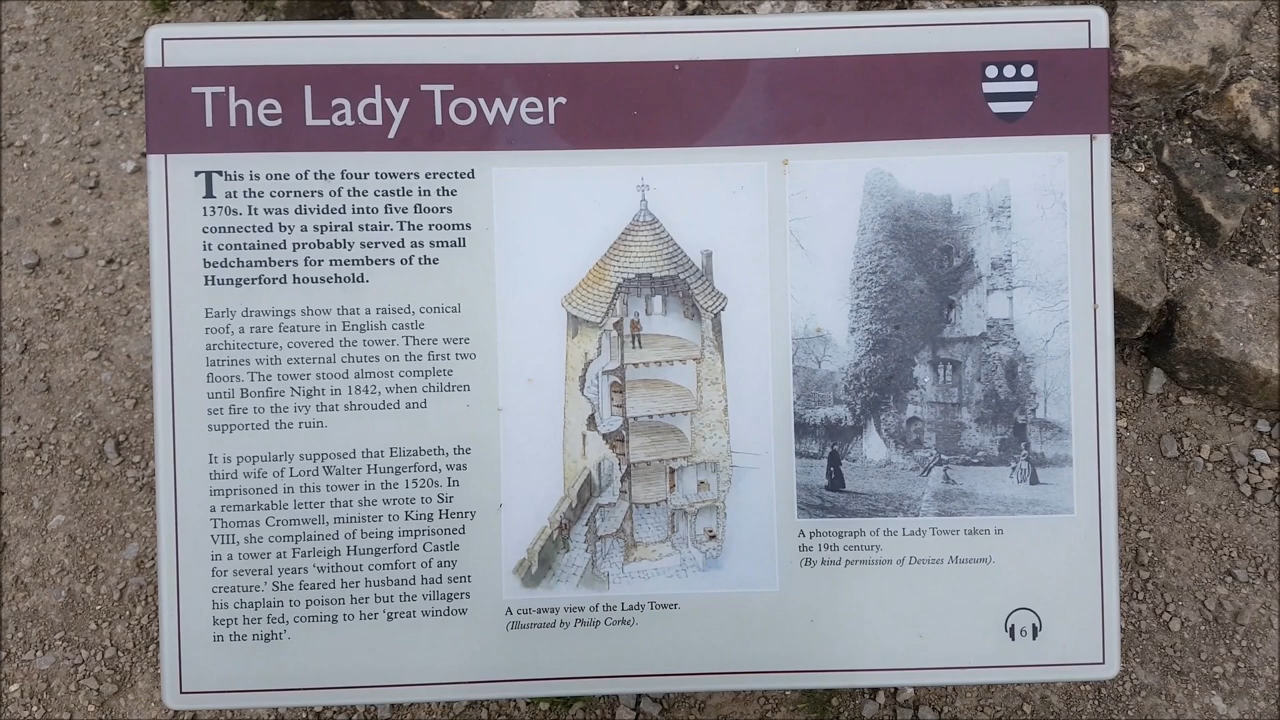 The Lady Tower
This is one of the four towers erected
at the corners of the castle in the
1370s. It was divided into five floors
connected by a spiral stair. The rooms
it contained probably served as small
bedchambers for members of the
Hungerford household.
Early drawings show that a raised, conical
roof, a rare feature in English castle
architecture, covered the tower. There were
latrines with external chutes on the first two
floors. The tower stood almost complete
until Bonfire Night in 1842, when children
set fire to the ivy that shrouded and
supported the ruin.
It is popularly supposed that Elizabeth, the
third wife of Lord Walter Hungerford, was
imprisoned in this tower in the 1520s. In
a remarkable letter that she wrote to Sir
Thomas Cromwell, minister to King Henry
VIII, she complained of being imprisoned
in a tower at Farleigh Hungerford Castle
for several years ‘without comfort of any
creature.’ She feared her husband had sent
his chaplain to poison her but the villagers
kept her fed, coming to her ‘great window
in the night’.
A cut-away view of the Lady Tower.
(Illustrated by Philip Corke).
A photograph of the Lady Tower taken in
the 19th century.
(By kind permission of Devizes Museum).
6